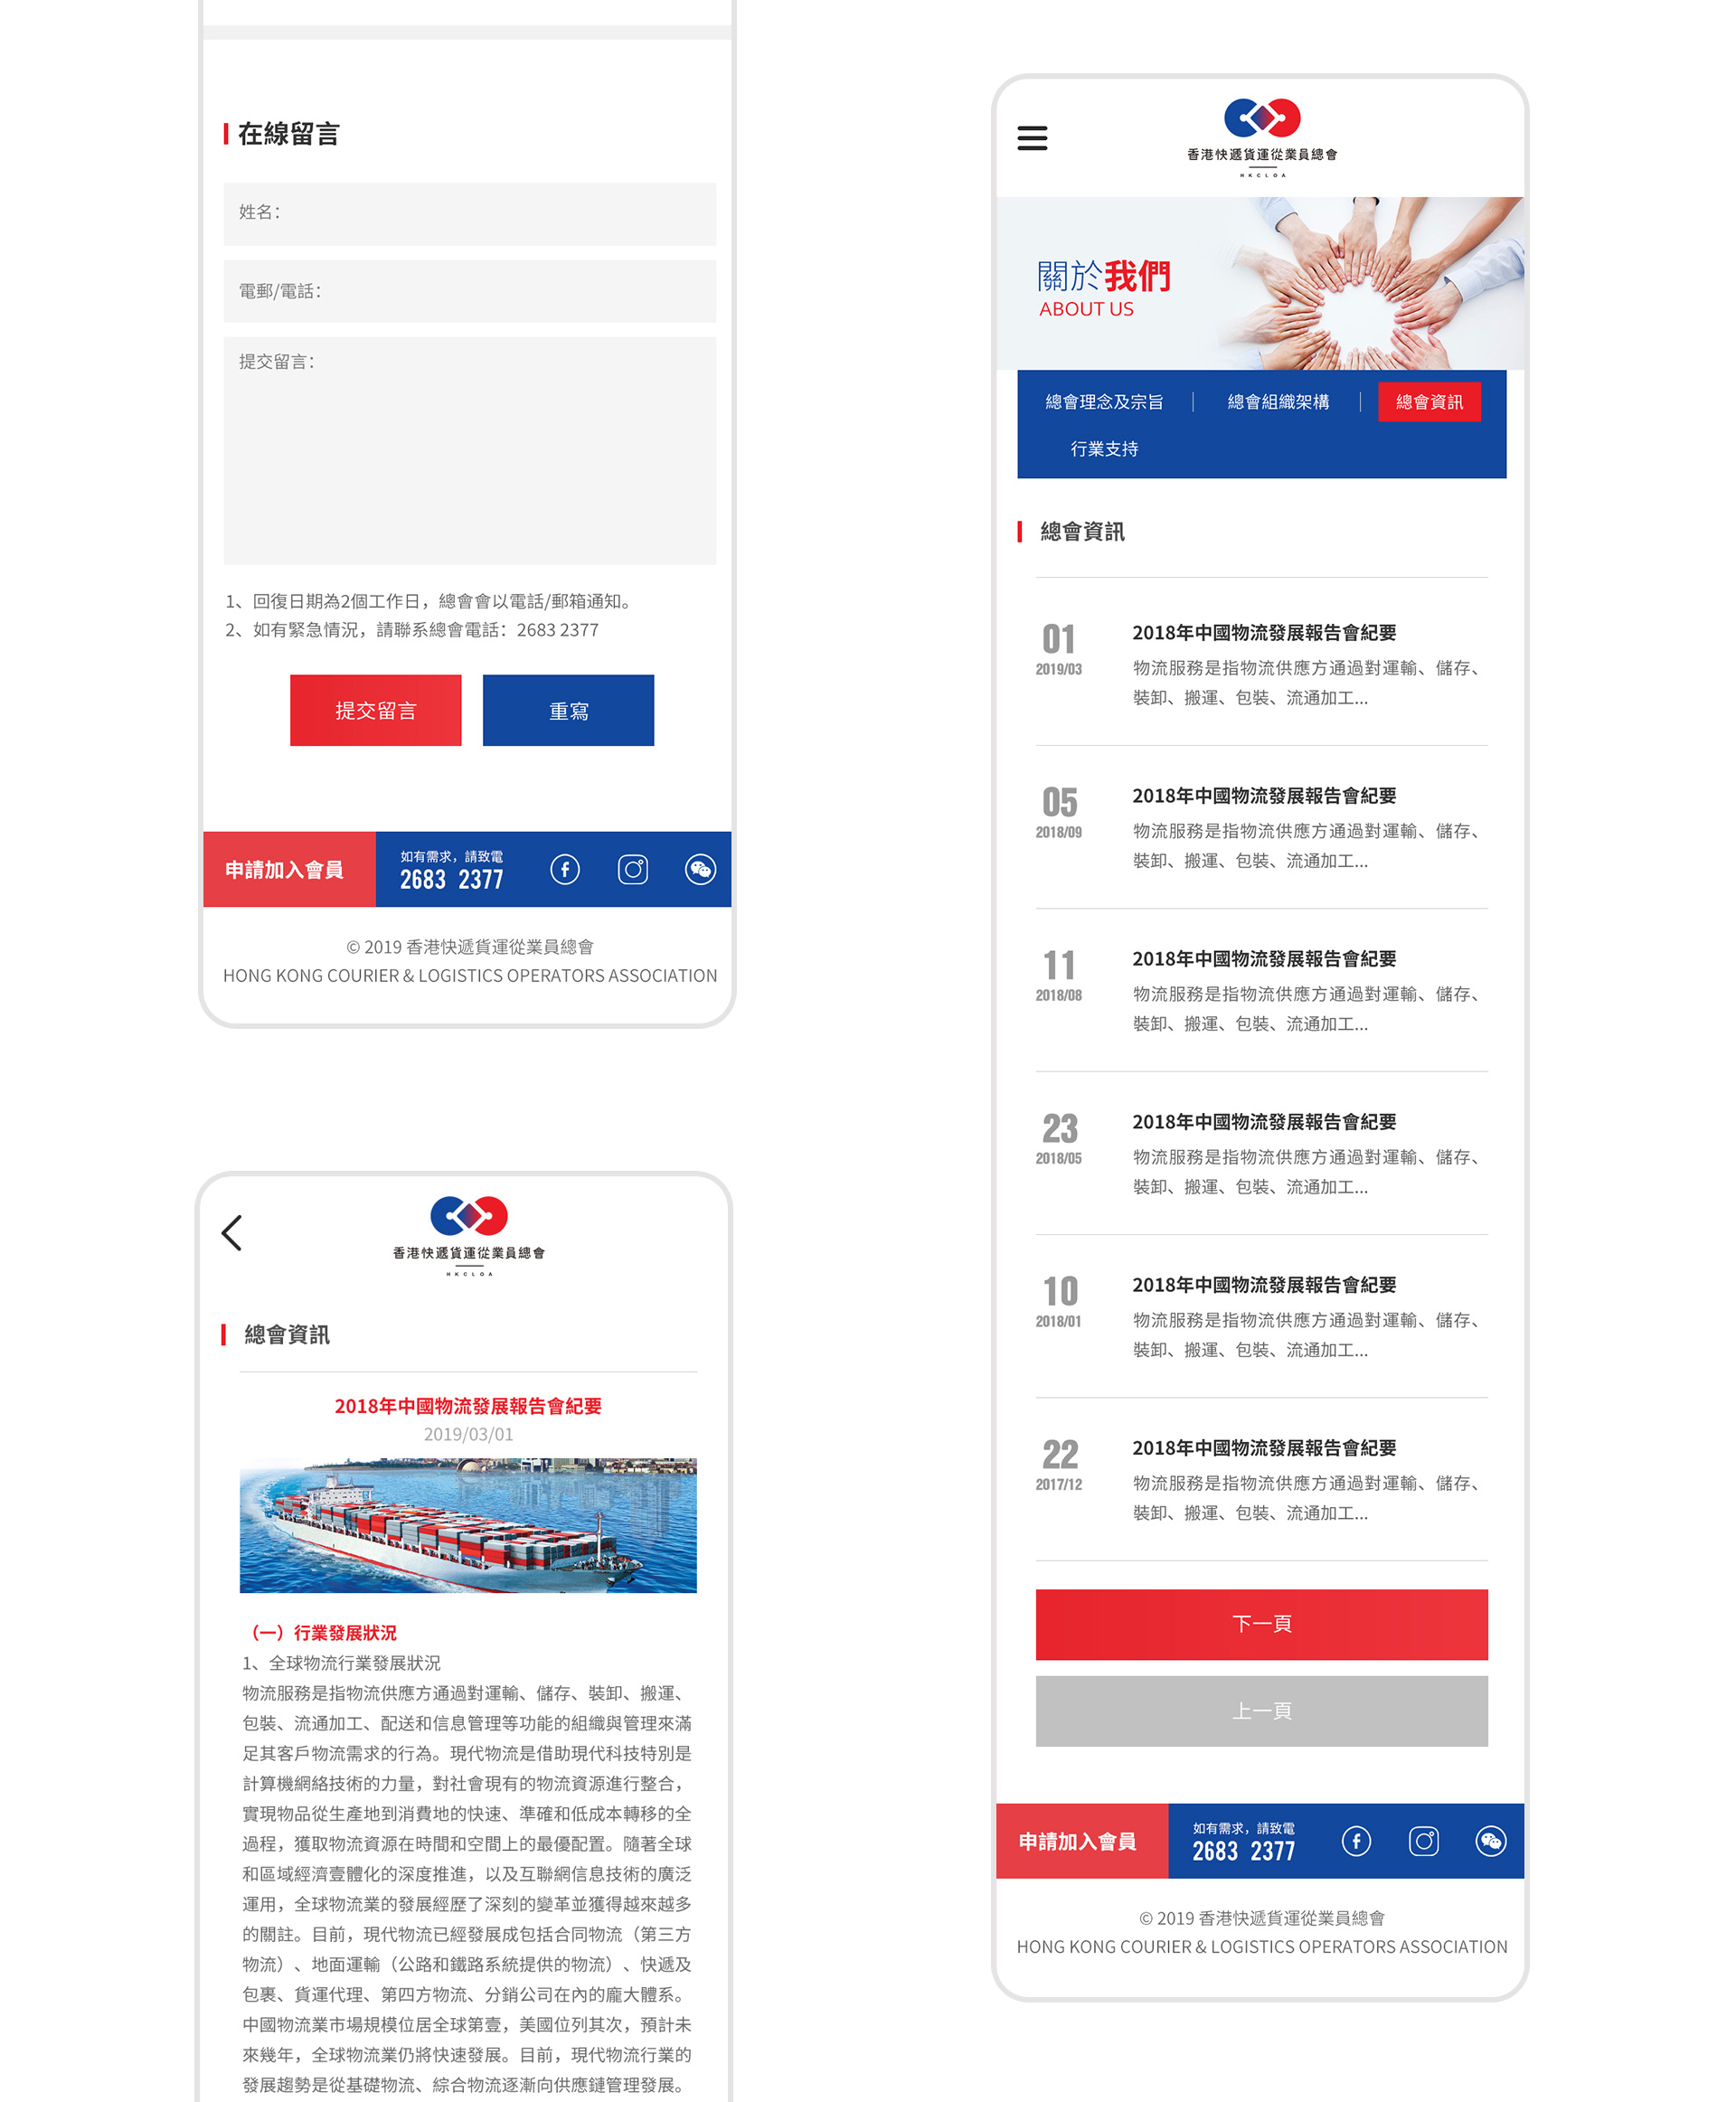 在線留言
姓名：
電郵/電話：
提交留言：
1、回復日期為2個工作日，總會會以電話/郵箱通知。
2、如有緊急情況，請聯系總會電話：2683 2377
提交留言
重寫
申請加入會員
如有需求，請致電
2683 2377
© 2019 香港快遞貨運從業員總會
HONG KONG COURIER & LOGISTICS OPERATORS ASSOCIATION
香港快遞貨運從業員總會
HKCLOA
總會資訊
2018年中國物流發展報告會紀要
2019/03/01
（一）行業發展狀況
1、全球物流行業發展狀況
物流服務是指物流供應方通過對運輸、儲存、裝卸、搬運、
包裝、流通加工、配送和信息管理等功能的組織與管理來滿
足其客戶物流需求的行為。現代物流是借助現代科技特別是
計算機網絡技術的力量，對社會現有的物流資源進行整合，
實現物品從生產地到消費地的快速、準確和低成本轉移的全
過程，獲取物流資源在時間和空間上的最優配置。隨著全球
和區域經濟壹體化的深度推進，以及互聯網信息技術的廣泛
運用，全球物流業的發展經歷了深刻的變革並獲得越來越多
的關註。目前，現代物流已經發展成包括合同物流（第三方
物流）、地面運輸（公路和鐵路系統提供的物流）、快遞及
包裹、貨運代理、第四方物流、分銷公司在內的龐大體系。
中國物流業市場規模位居全球第壹，美國位列其次，預計未
來幾年，全球物流業仍將快速發展。目前，現代物流行業的
發展趨勢是從基礎物流、綜合物流逐漸向供應鏈管理發展。
香港快遞貨運從業員總會
HKCLOA
關於我們
ABOUT US
總會理念及宗旨
總會組織架構
總會資訊
行業支持
總會資訊
01
2019/03
2018年中國物流發展報告會紀要
物流服務是指物流供應方通過對運輸、儲存、
裝卸、搬運、包裝、流通加工...
05
2018/09
2018年中國物流發展報告會紀要
物流服務是指物流供應方通過對運輸、儲存、
裝卸、搬運、包裝、流通加工...
11
2018/08
2018年中國物流發展報告會紀要
物流服務是指物流供應方通過對運輸、儲存、
裝卸、搬運、包裝、流通加工...
23
2018/05
2018年中國物流發展報告會紀要
物流服務是指物流供應方通過對運輸、儲存、
裝卸、搬運、包裝、流通加工...
10
2018/01
2018年中國物流發展報告會紀要
物流服務是指物流供應方通過對運輸、儲存、
裝卸、搬運、包裝、流通加工...
22
2017/12
2018年中國物流發展報告會紀要
物流服務是指物流供應方通過對運輸、儲存、
裝卸、搬運、包裝、流通加工...
下一頁
上一頁
申請加入會員
如有需求，請致電
2683 2377
© 2019 香港快遞貨運從業員總會
HONG KONG COURIER & LOGISTICS OPERATORS ASSOCIATION